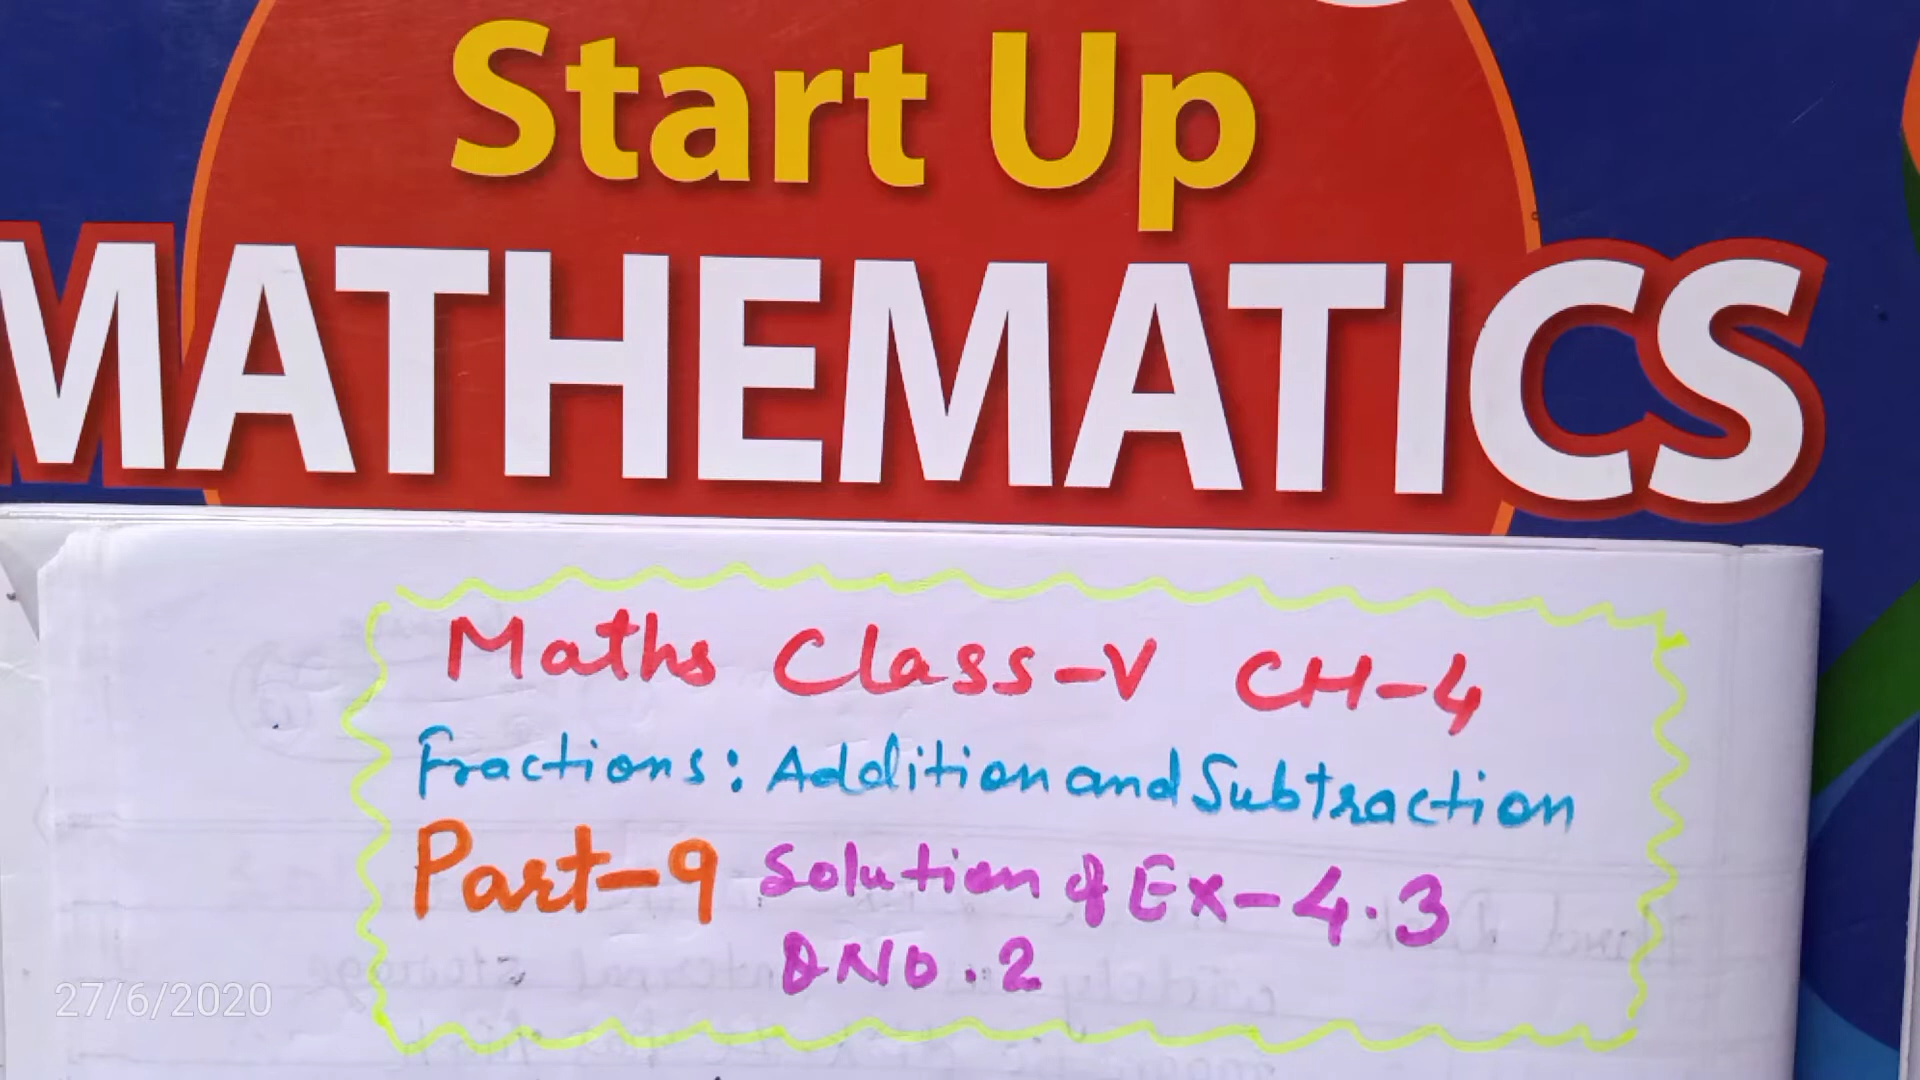 Start Up
MATHEMATICS
Maths Class-V CH-4
Fractions: Addition and Subtraction
Part-9 Solution of Ex-4.3
QNO.2
27/6/2020